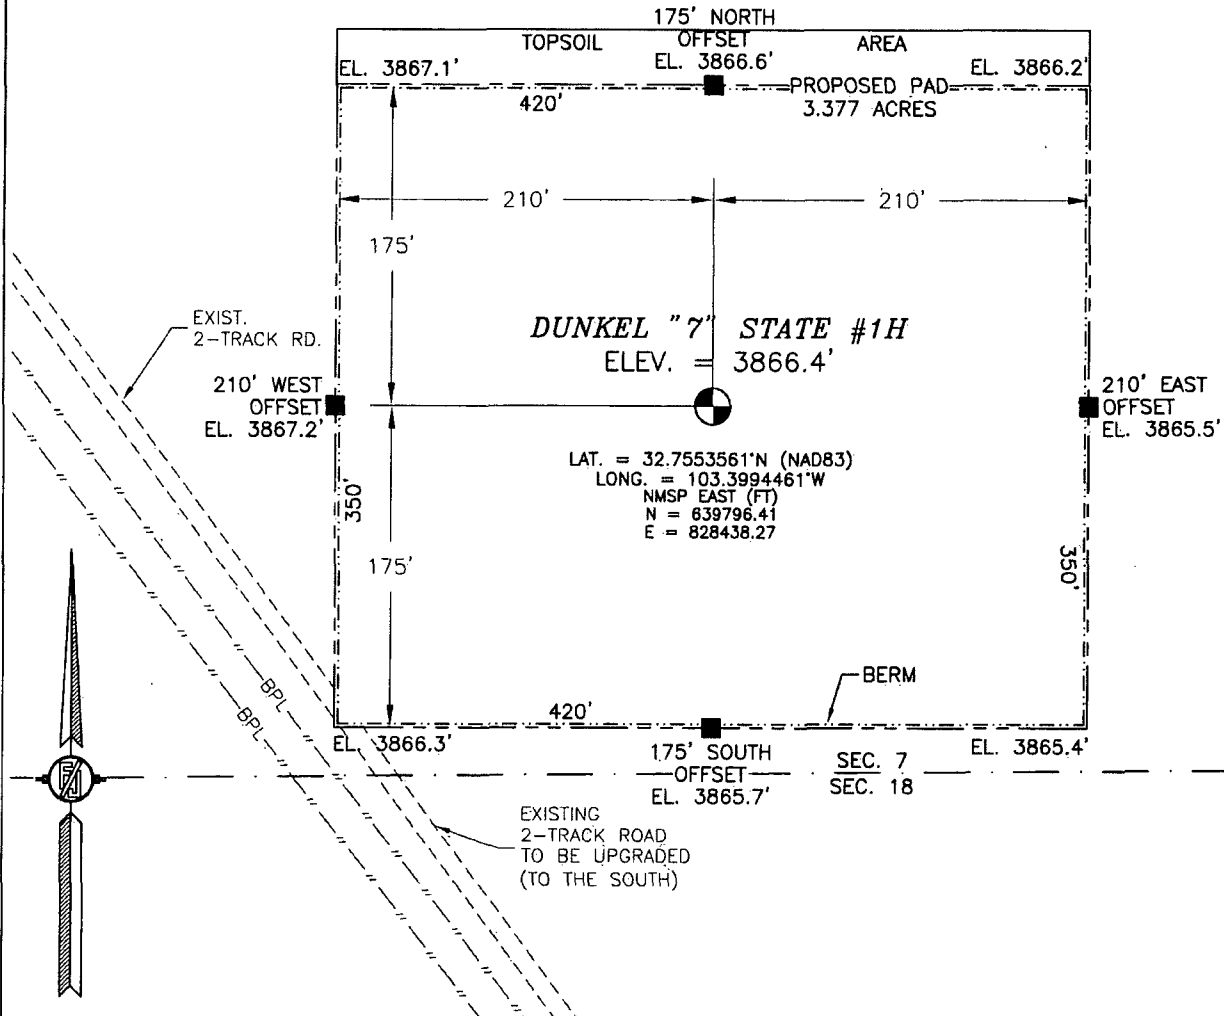 175' NORTH
OFFSET
EL. 3866.6'
TOPSOIL
AREA
EL. 3867.1'
EL. 3866.2'
PROPOSED PAD
3.377 ACRES
420'
210'
210'
175'
EXIST.
2-TRACK RD.
DUNKEL "7" STATE #1H
ELEV. = 3866.4'
210' WEST
OFFSET
EL. 3867.2'
210' EAST
OFFSET
EL. 3865.5'
LAT. = 32.7553561°N (NAD83)
LONG. = 103.3994461°W
NMSP EAST (FT)
N = 639796.41
E = 828438.27
350'
175'
350'
BERM
BPL
BPL
420'
EL. 3866.3'
175' SOUTH
OFFSET
EL. 3865.7'
EL. 3865.4'
SEC. 7
SEC. 18
EXISTING
2-TRACK ROAD
TO BE UPGRADED
(TO THE SOUTH)